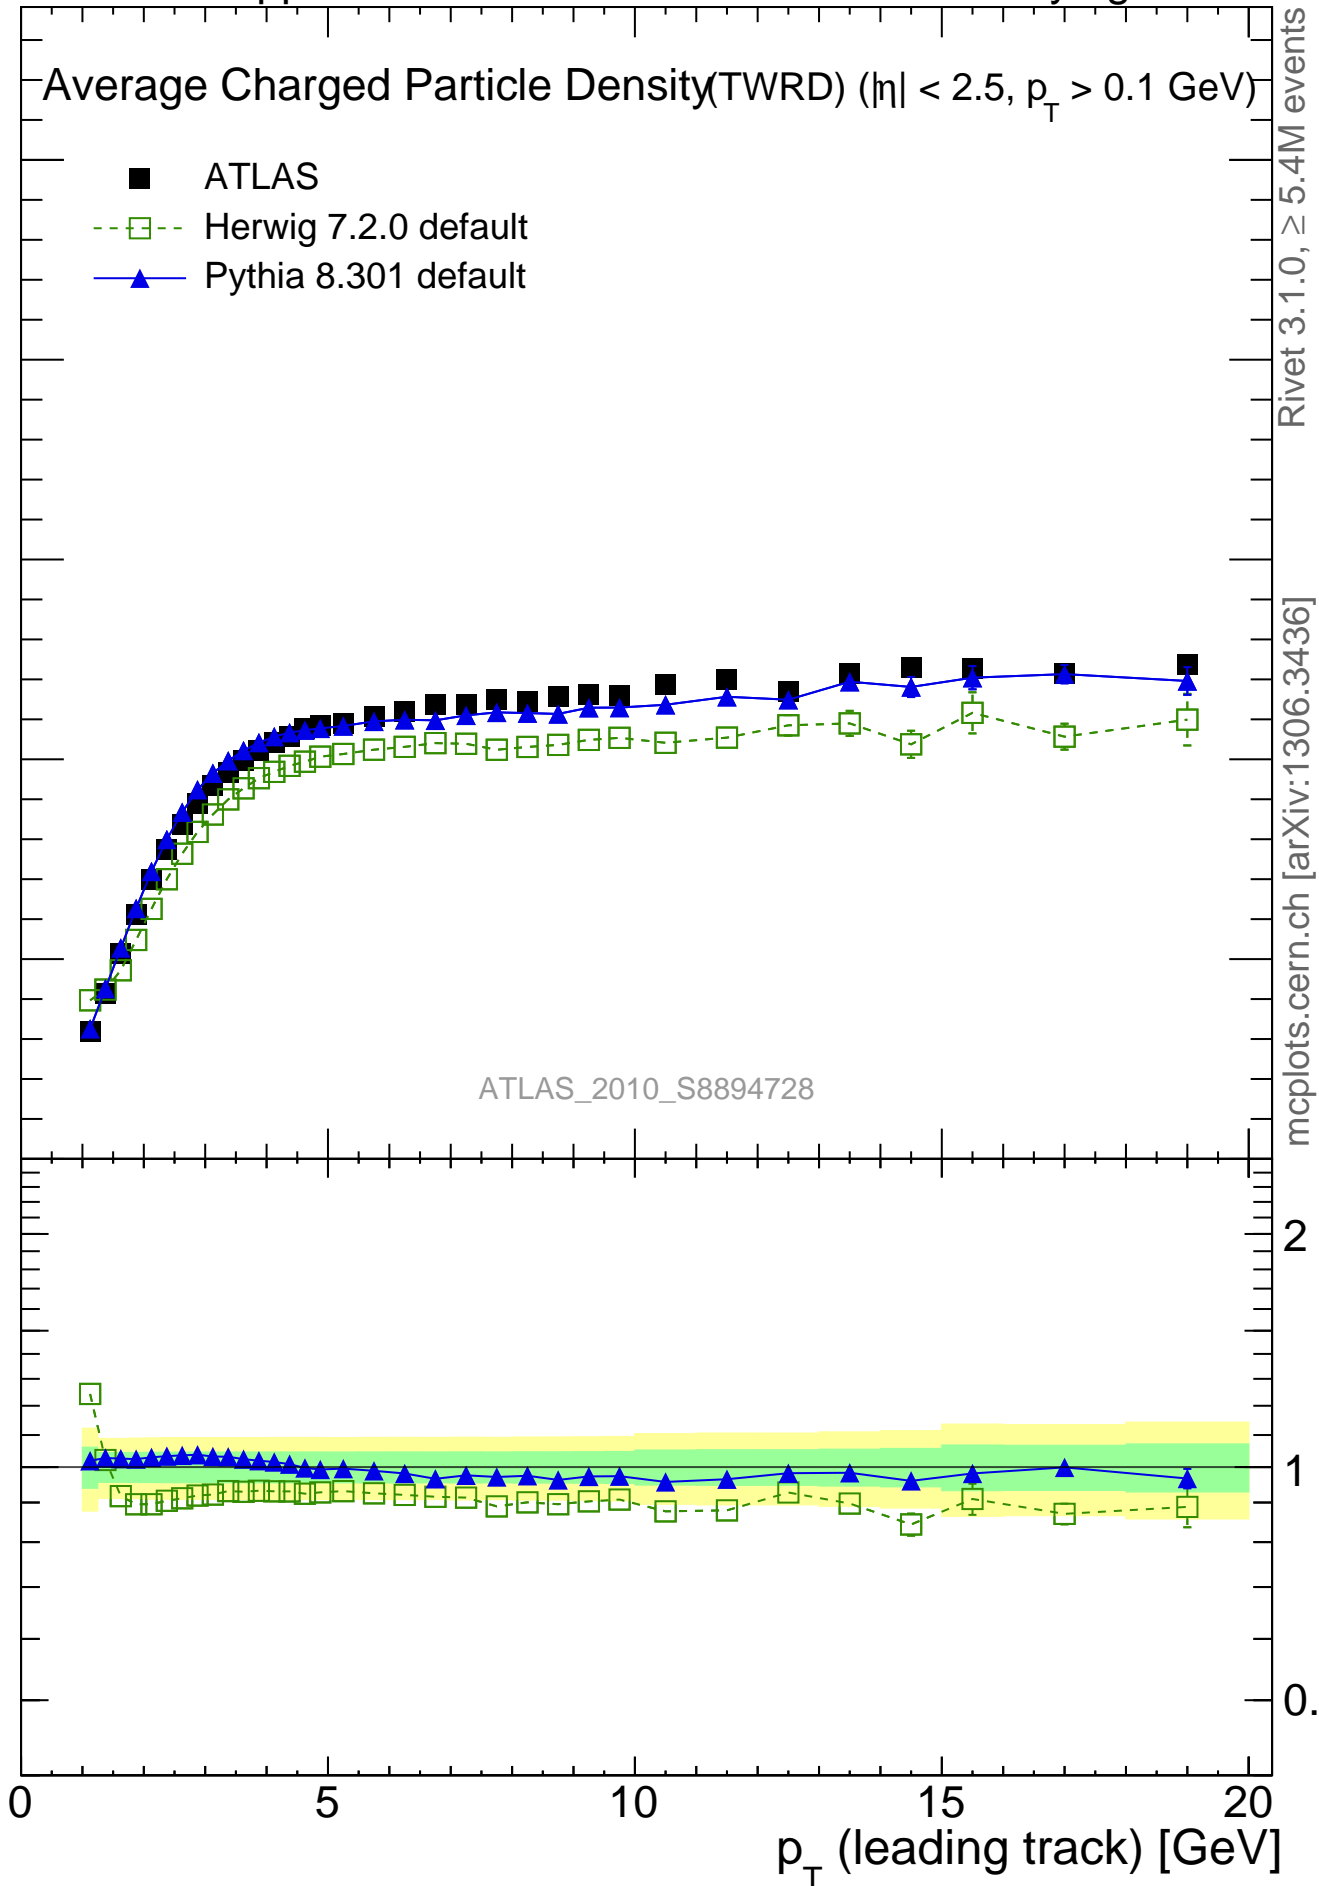 Average Charged Particle Density(TWRD) (|η| < 2.5, p_T > 0.1 GeV)
ATLAS
Herwig 7.2.0 default
Pythia 8.301 default
ATLAS_2010_S8894728
Rivet 3.1.0, ≥ 5.4M events
mcplots.cern.ch [arXiv:1306.3436]
2
1
0.
0 5 10 15 20
p_T (leading track) [GeV]